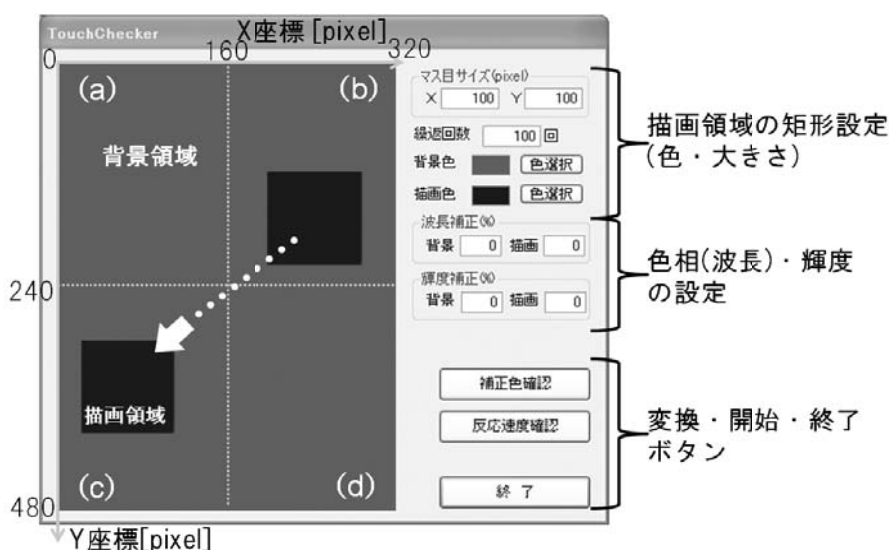 TouchChecker
X座標 [pixel]
0
160
320
(a)
(b)
背景領域
240
描画領域
(c)
(d)
480
Y座標[pixel]
マス目サイズ(pixel)
X 100 Y 100
繰返回数 100 回
背景色 色選択
描画色 色選択
波長補正(%)
背景 0 描画 0
輝度補正(%)
背景 0 描画 0
補正色確認
反応速度確認
終 了
描画領域の矩形設定
(色・大きさ)
色相(波長)・輝度
の設定
変換・開始・終了
ボタン